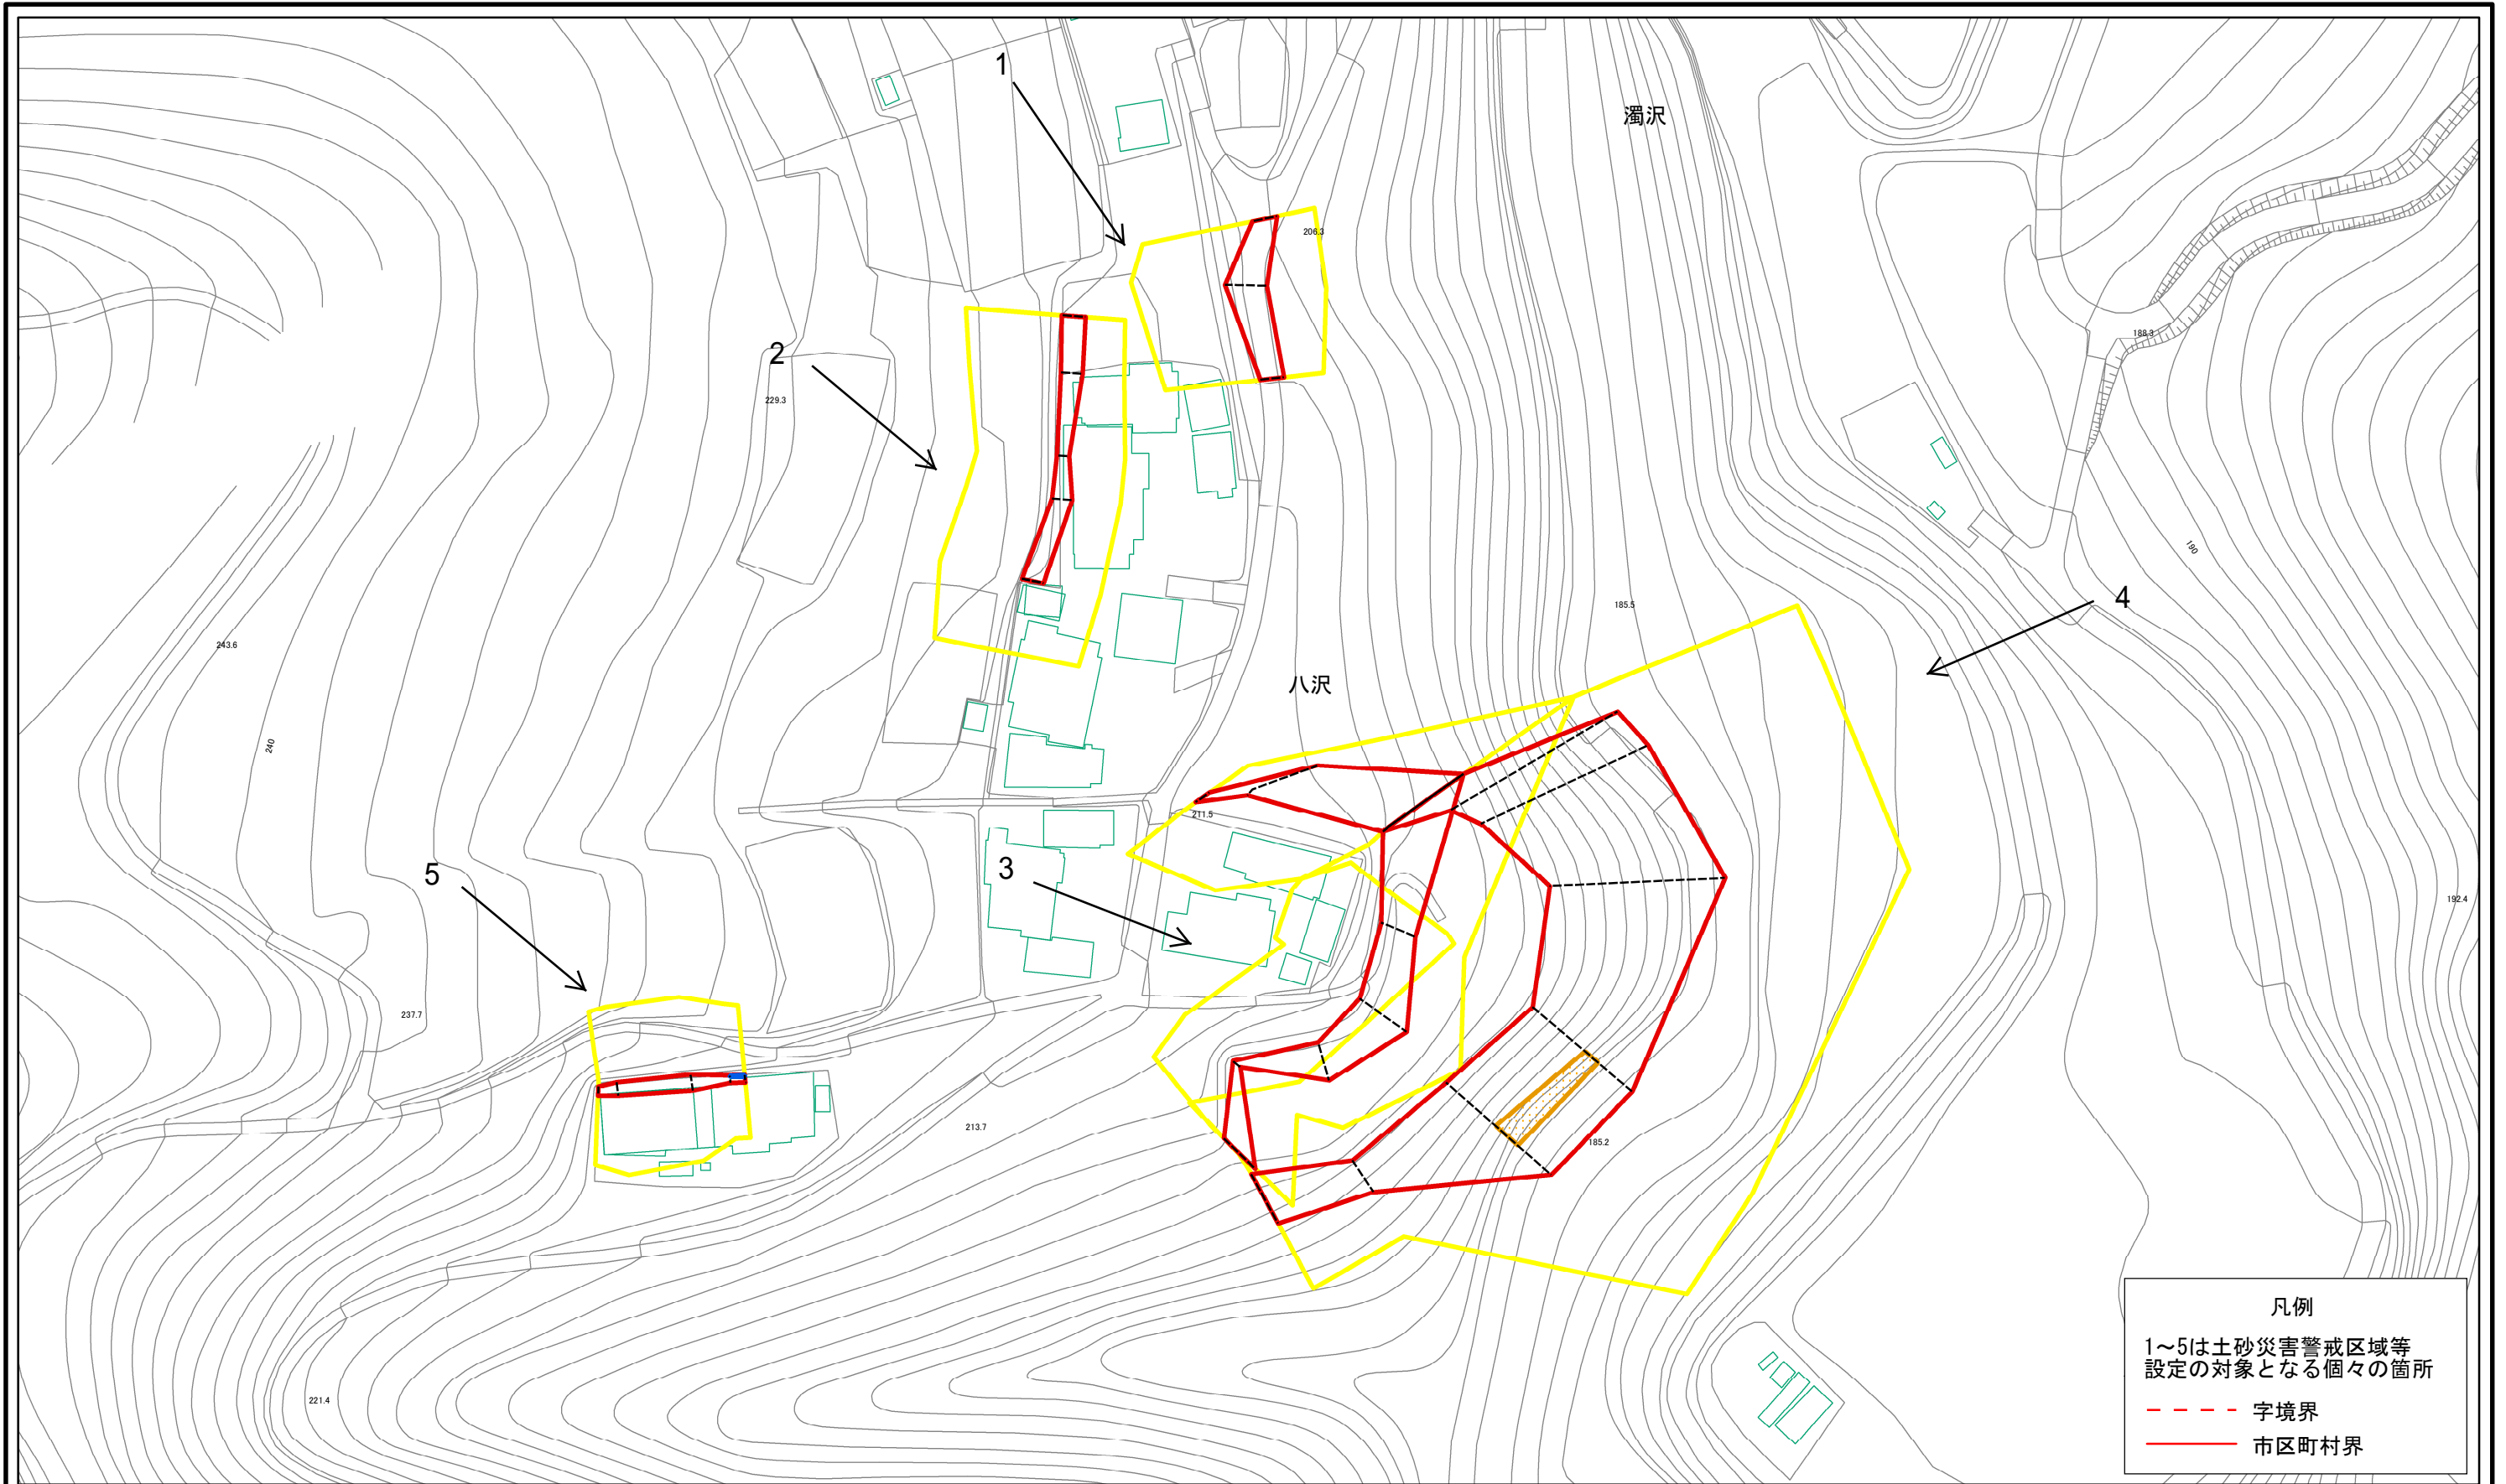 1
濁沢
206.3
188.3
2
229.3
190
185.5
4
243.6
八沢
240
211.5
3
5
192.4
237.7
213.7
185.2
221.4
凡例
1～5は土砂災害警戒区域等
設定の対象となる個々の箇所
字境界
市区町村界